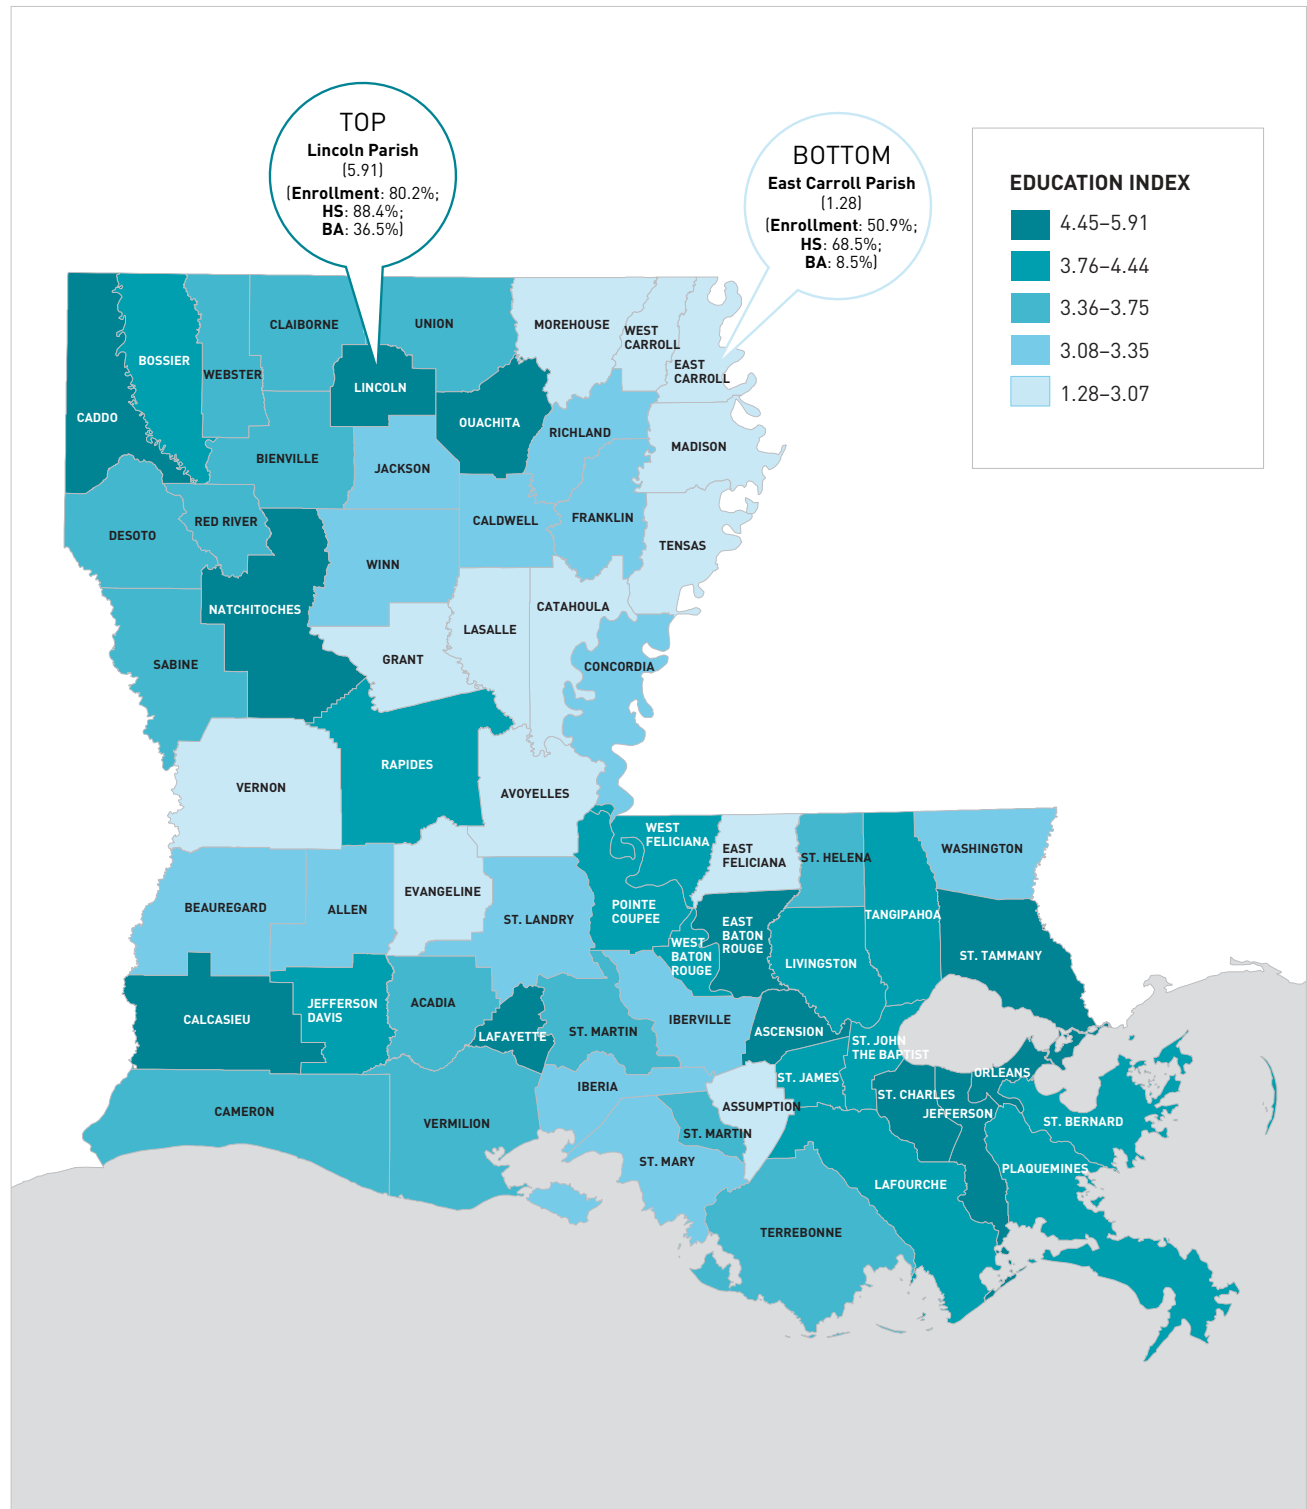 TOP
Lincoln Parish
(5.91)
(Enrollment: 80.2%;
HS: 88.4%;
BA: 36.5%)
BOTTOM
East Carroll Parish
(1.28)
(Enrollment: 50.9%;
HS: 68.5%;
BA: 8.5%)
EDUCATION INDEX
4.45–5.91
3.76–4.44
3.36–3.75
3.08–3.35
1.28–3.07
CADDO
BOSSIER
WEBSTER
CLAIBORNE
LINCOLN
UNION
MOREHOUSE
WEST
CARROLL
EAST
CARROLL
OUACHITA
RICHLAND
MADISON
BIENVILLE
JACKSON
DESOTO
RED RIVER
CALDWELL
FRANKLIN
TENSAS
WINN
NATCHITOCHES
SABINE
GRANT
LASALLE
CATAHOULA
CONCORDIA
VERNON
RAPIDES
AVOYELLES
BEAUREGARD
ALLEN
EVANGELINE
ST. LANDRY
POINTE
COUPEE
WEST
FELICIANA
EAST
FELICIANA
ST. HELENA
TANGIPAHOA
WASHINGTON
ST. TAMMANY
WEST
BATON
ROUGE
EAST
BATON
ROUGE
LIVINGSTON
CALCASIEU
JEFFERSON
DAVIS
ACADIA
LAFAYETTE
ST. MARTIN
IBERVILLE
ASCENSION
ST. JOHN
THE BAPTIST
ST. JAMES
ST. CHARLES
ORLEANS
JEFFERSON
ST. BERNARD
PLAQUEMINES
CAMERON
VERMILION
IBERIA
ASSUMPTION
ST. MARTIN
ST. MARY
LAFOURCHE
TERREBONNE